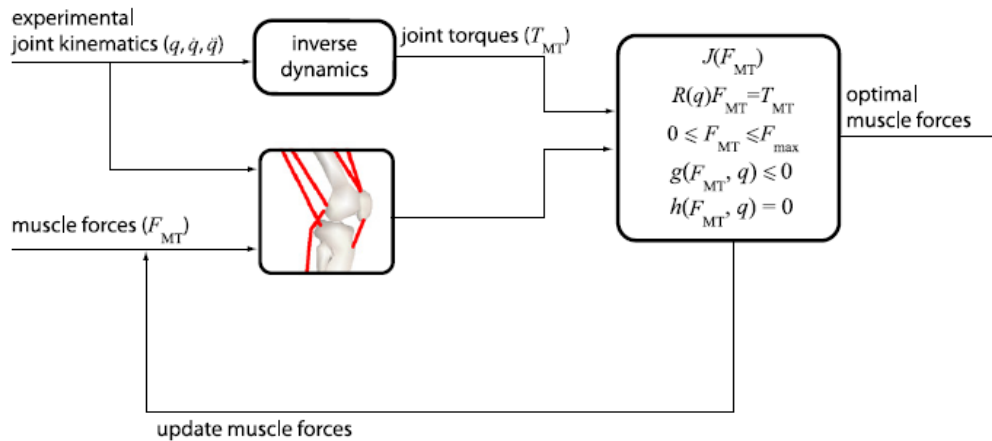 experimental
joint kinematics (q, q̇, q̈)
inverse
dynamics
joint torques (T_MT)
J(F_MT)
R(q)F_MT=T_MT
0 ⩽ F_MT ⩽F_max
g(F_MT, q) ⩽ 0
h(F_MT, q) = 0
optimal
muscle forces
muscle forces (F_MT)
update muscle forces